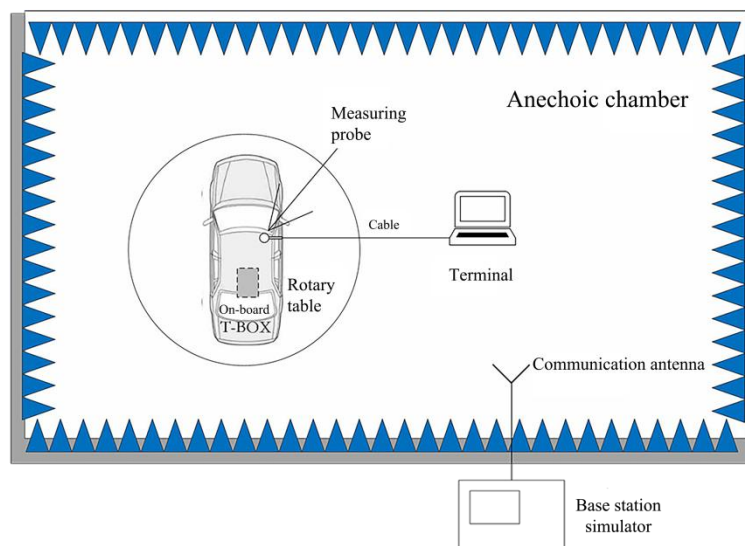 Anechoic chamber
Measuring
probe
Cable
Terminal
Rotary
table
On-board
T-BOX
Communication antenna
Base station
simulator